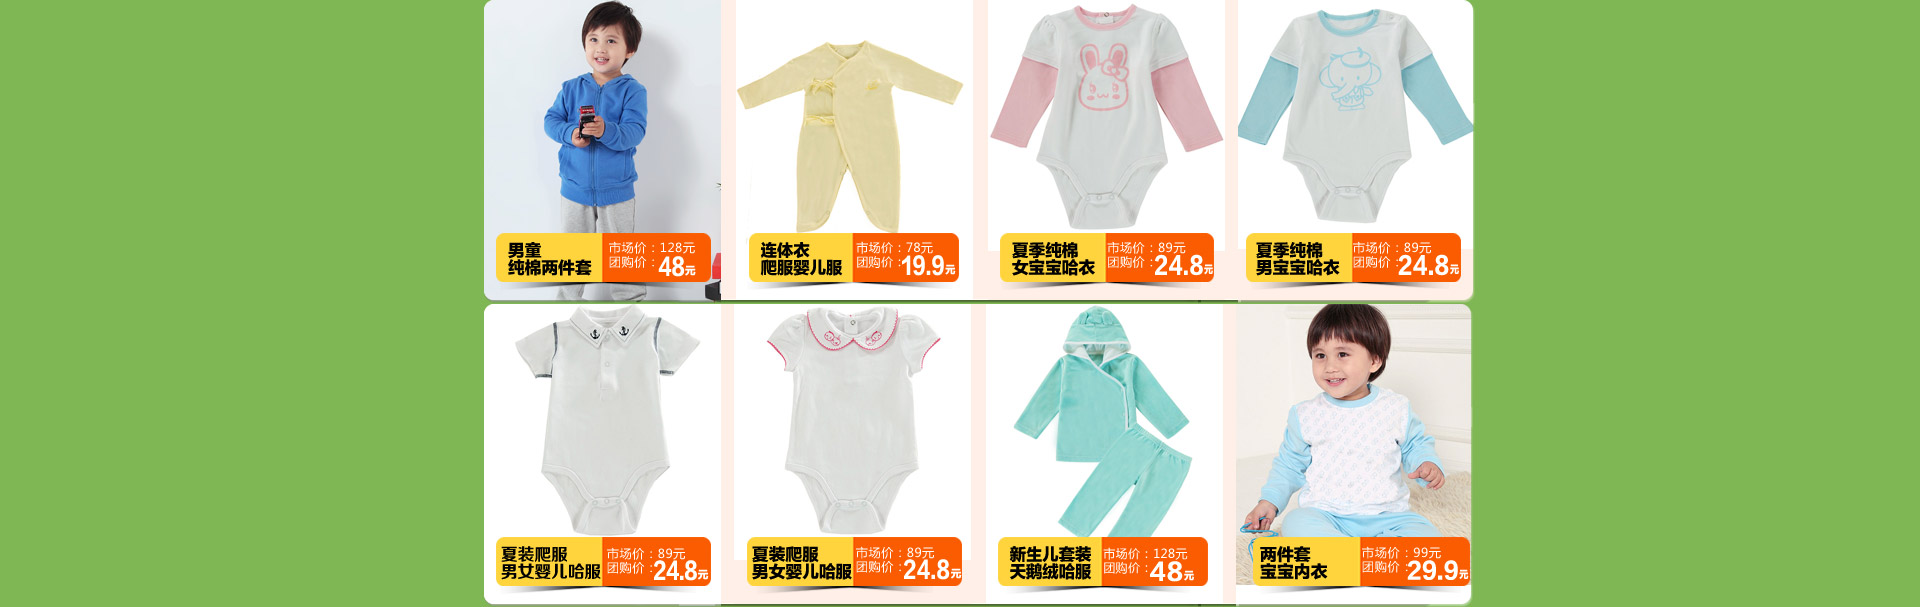 男童
纯棉两件套
市场价：128元
团购价：48元
连体衣
爬服婴儿服
市场价：78元
团购价：19.9元
夏季纯棉
女宝宝哈衣
市场价：89元
团购价：24.8元
夏季纯棉
男宝宝哈衣
市场价：89元
团购价：24.8元
夏装爬服
男女婴儿哈服
市场价：89元
团购价：24.8元
夏装爬服
男女婴儿哈服
市场价：89元
团购价：24.8元
新生儿套装
天鹅绒哈服
市场价：128元
团购价：48元
两件套
宝宝内衣
市场价：99元
团购价：29.9元